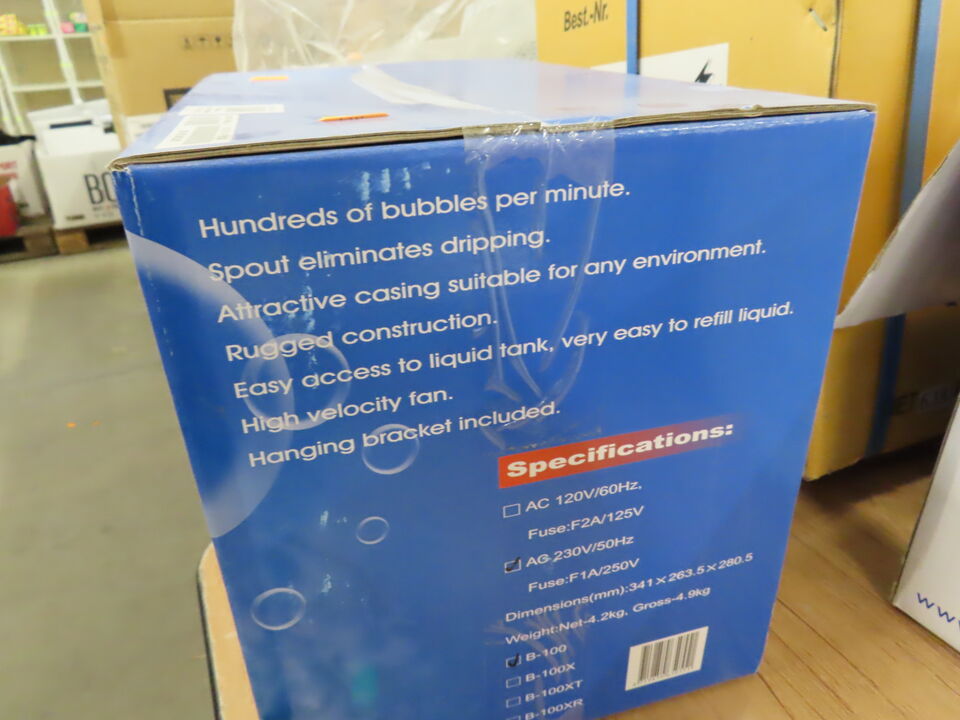 Best.-Nr.
BO
Hundreds of bubbles per minute.
Spout eliminates dripping.
Attractive casing suitable for any environment.
Rugged construction.
Easy access to liquid tank, very easy to refill liquid.
High velocity fan.
Hanging bracket included.
Specifications:
AC 120V/60Hz,
Fuse:F2A/125V
AC 230V/50Hz
Fuse:F1A/250V
Dimensions(mm):341×263.5×280.5
Weight:Net-4.2kg, Gross-4.9kg
B-100
B-100X
B-100XT
B-100XR